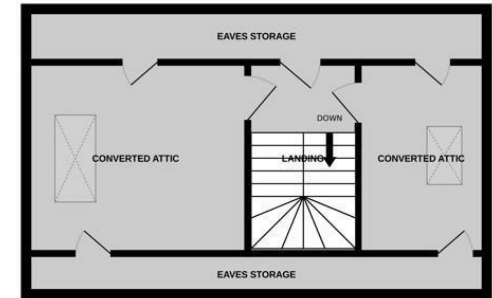 EAVES STORAGE
DOWN
CONVERTED ATTIC
LANDING
CONVERTED ATTIC
EAVES STORAGE